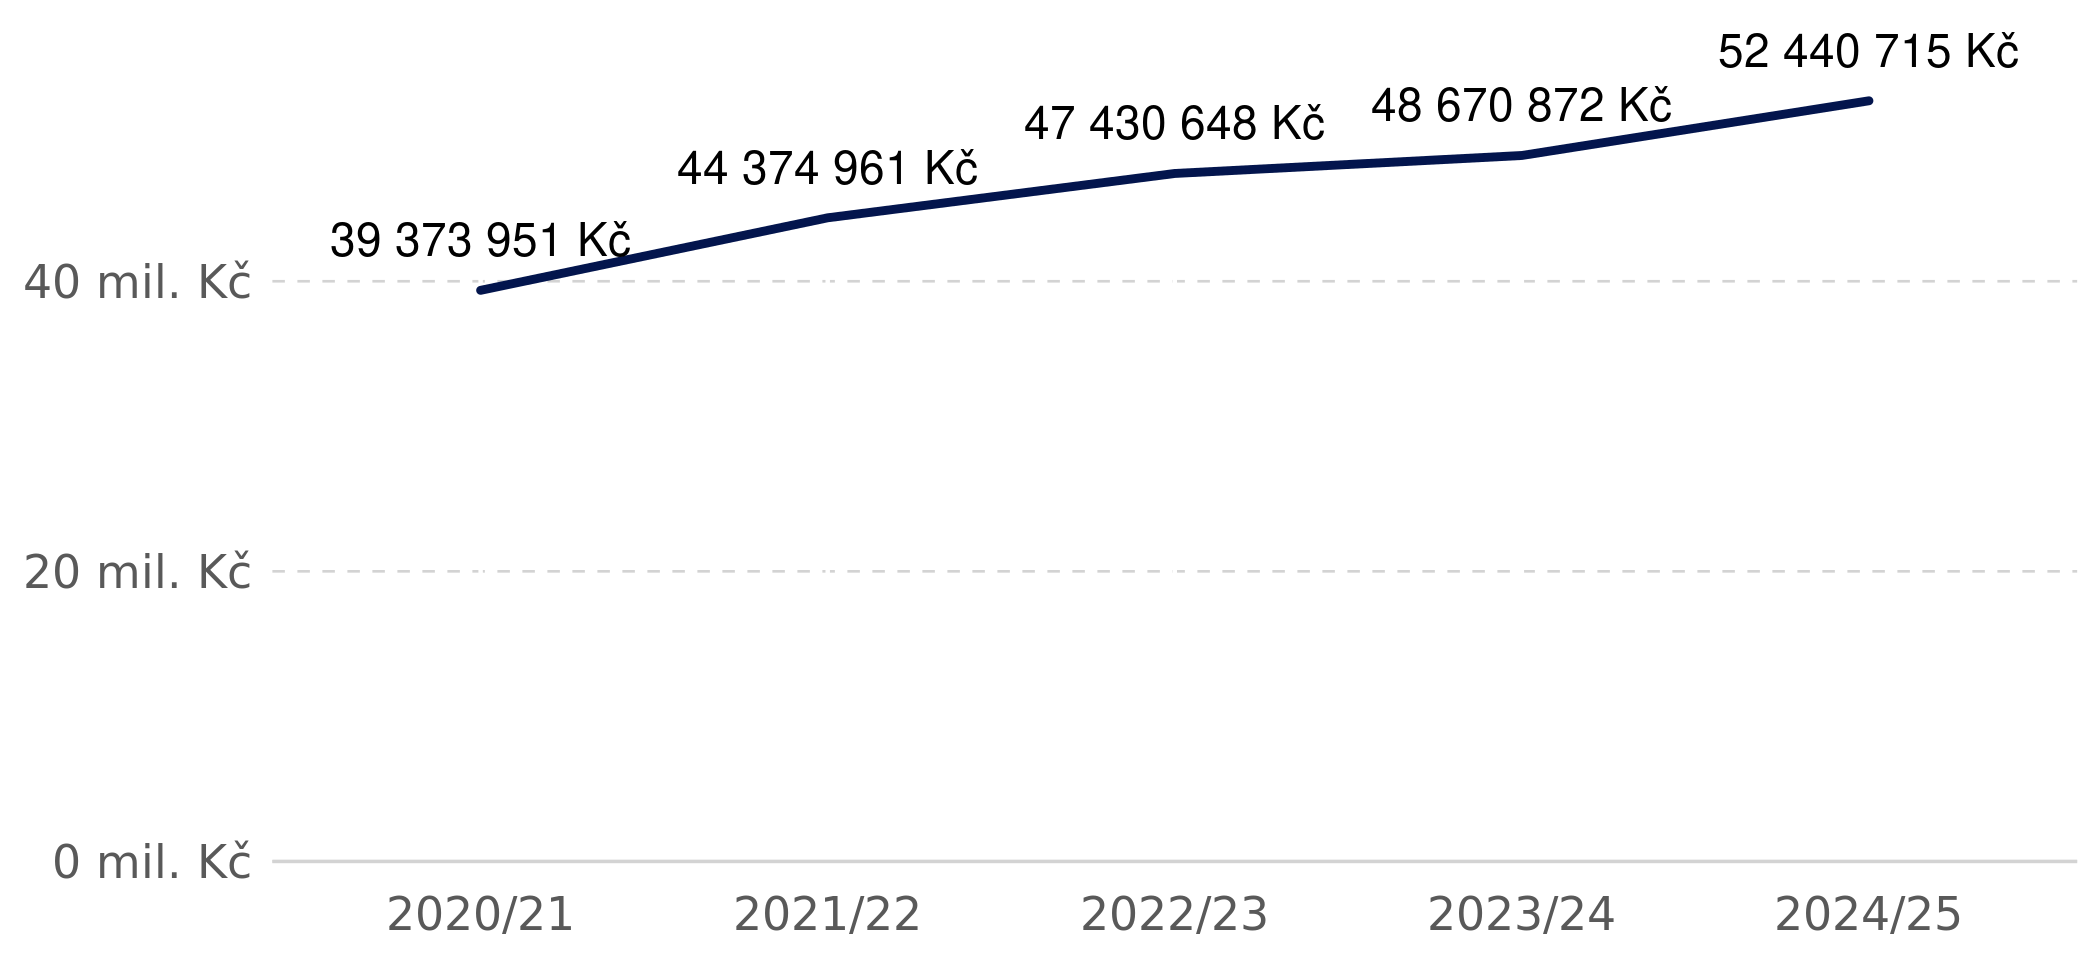 52 440 715 Kč
48 670 872 Kč
47 430 648 Kč
44 374 961 Kč
39 373 951 Kč
40 mil. Kč
20 mil. Kč
0 mil. Kč
2020/21 2021/22 2022/23 2023/24 2024/25